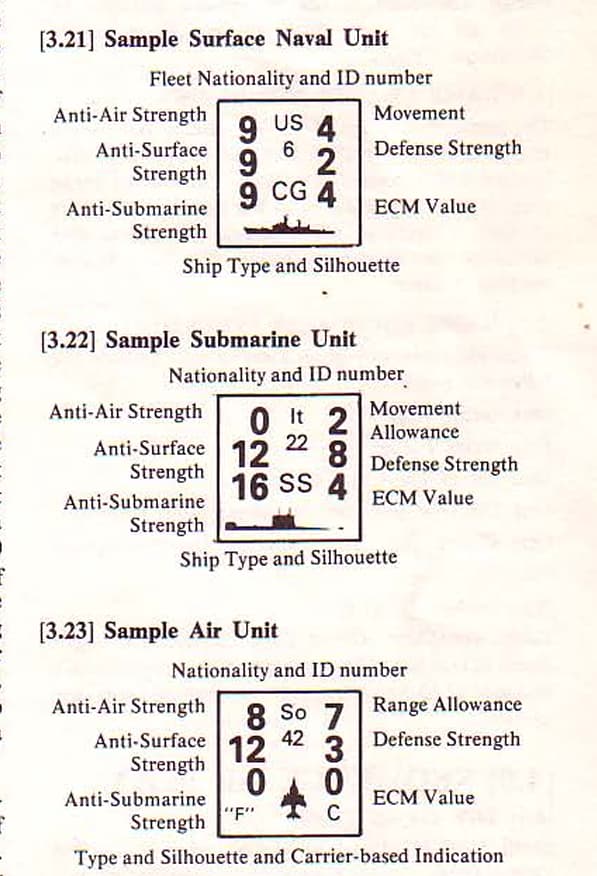 [3.21] Sample Surface Naval Unit
Fleet Nationality and ID number
Anti-Air Strength 9 US 4 Movement
Anti-Surface Strength 9 6 2 Defense Strength
Anti-Submarine Strength 9 CG 4 ECM Value
Ship Type and Silhouette
[3.22] Sample Submarine Unit
Nationality and ID number
Anti-Air Strength 0 It 2 Movement Allowance
Anti-Surface Strength 12 22 8 Defense Strength
Anti-Submarine Strength 16 SS 4 ECM Value
Ship Type and Silhouette
[3.23] Sample Air Unit
Nationality and ID number
Anti-Air Strength 8 So 7 Range Allowance
Anti-Surface Strength 12 42 3 Defense Strength
Anti-Submarine Strength 0 0 ECM Value
"F" C
Type and Silhouette and Carrier-based Indication